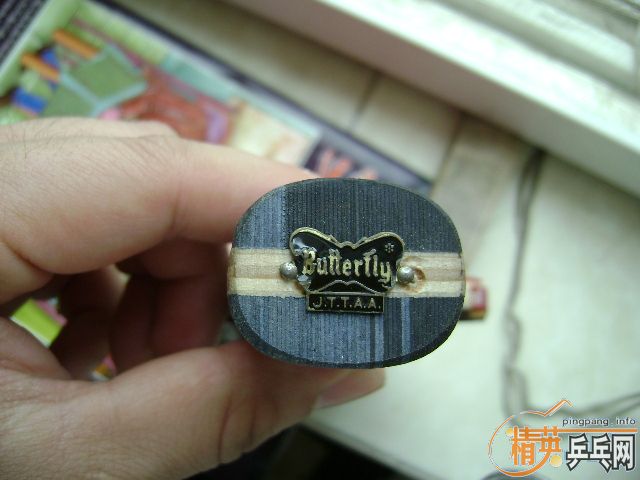 Butterfly
J.T.T.A.A.
pingpang.info
精英乒乓网